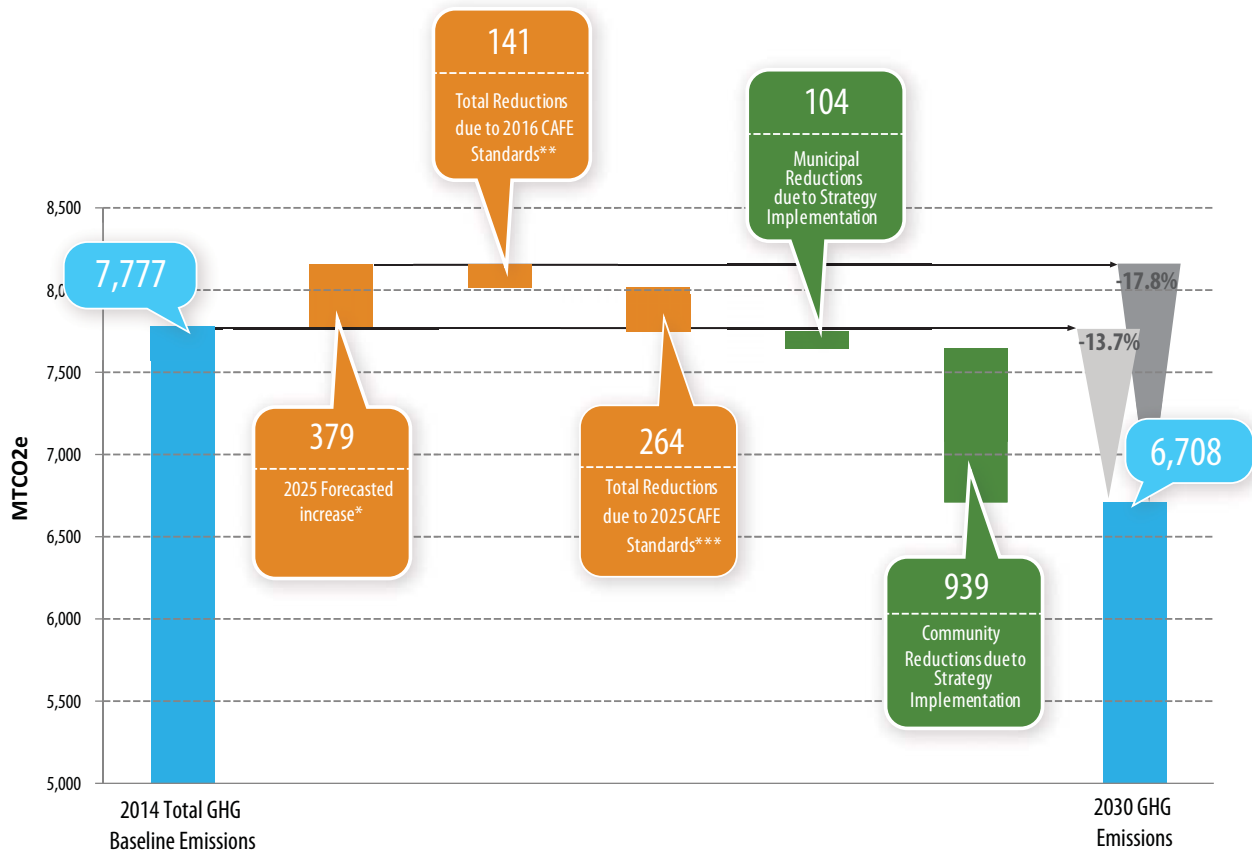 141
Total Reductions
due to 2016 CAFE
Standards**
104
Municipal
Reductions
due to Strategy
Implementation
8,500
7,777
-17.8%
-13.7%
7,500
379
2025 Forecasted
increase*
264
Total Reductions
due to 2025 CAFE
Standards***
7,000
6,708
MTCO2e
6,500
939
Community
Reductions due to
Strategy
Implementation
6,000
5,500
5,000
2014 Total GHG
Baseline Emissions
2030 GHG
Emissions